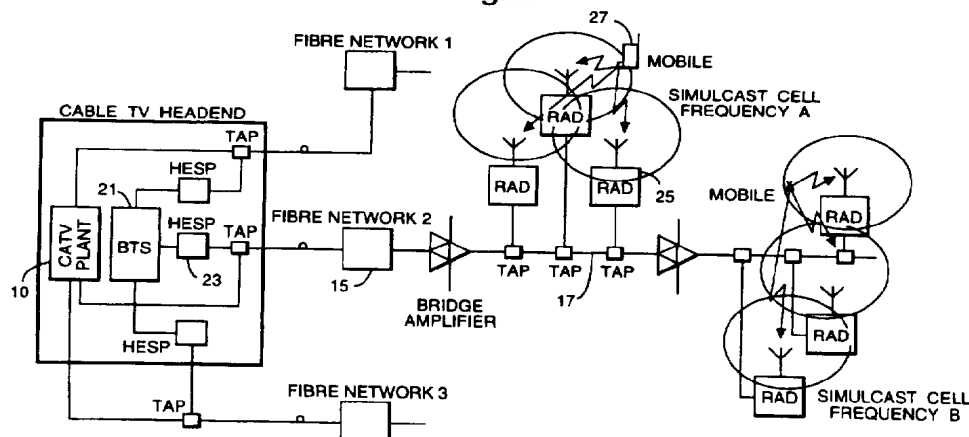 27
FIBRE NETWORK 1
MOBILE
CABLE TV HEADEND
SIMULCAST CELL
FREQUENCY A
TAP
RAD
HESP
21
RAD
RAD
25
MOBILE
FIBRE NETWORK 2
HESP
TAP
RAD
CATV
PLANT
BTS
10
23
TAP
TAP
TAP
15
17
BRIDGE
AMPLIFIER
RAD
HESP
FIBRE NETWORK 3
TAP
RAD
SIMULCAST CELL
FREQUENCY B